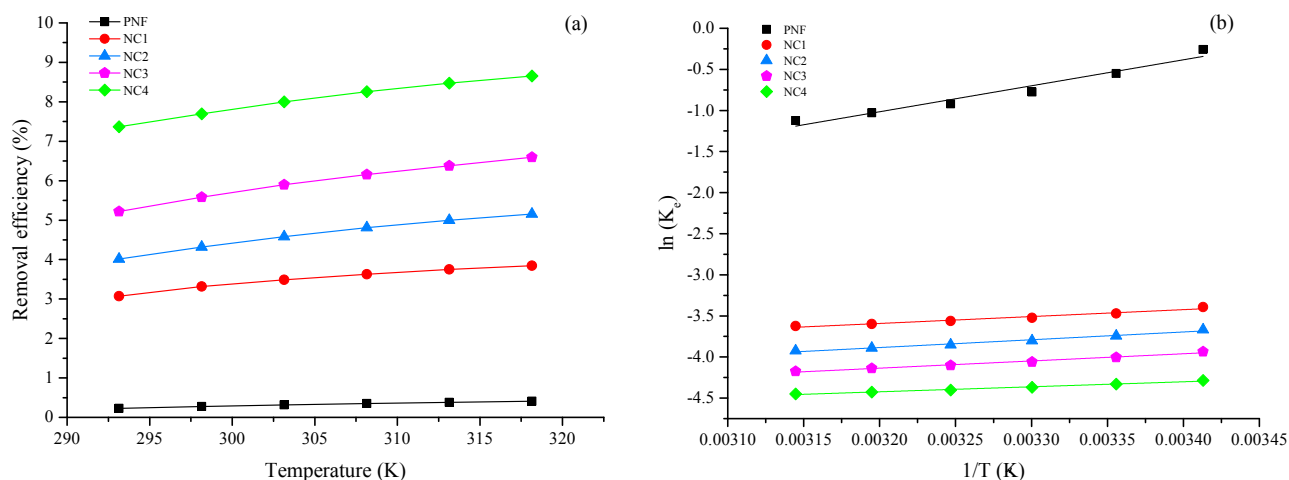 (a)
PNF
NC1
NC2
NC3
NC4
Removal efficiency (%)
10
9
8
7
6
5
4
3
2
1
0
290 295 300 305 310 315 320
Temperature (K)
(b)
PNF
NC1
NC2
NC3
NC4
ln (Ke)
0.0
-0.5
-1.0
-1.5
-2.0
-2.5
-3.0
-3.5
-4.0
-4.5
0.00310 0.00315 0.00320 0.00325 0.00330 0.00335 0.00340 0.00345
1/T (K)